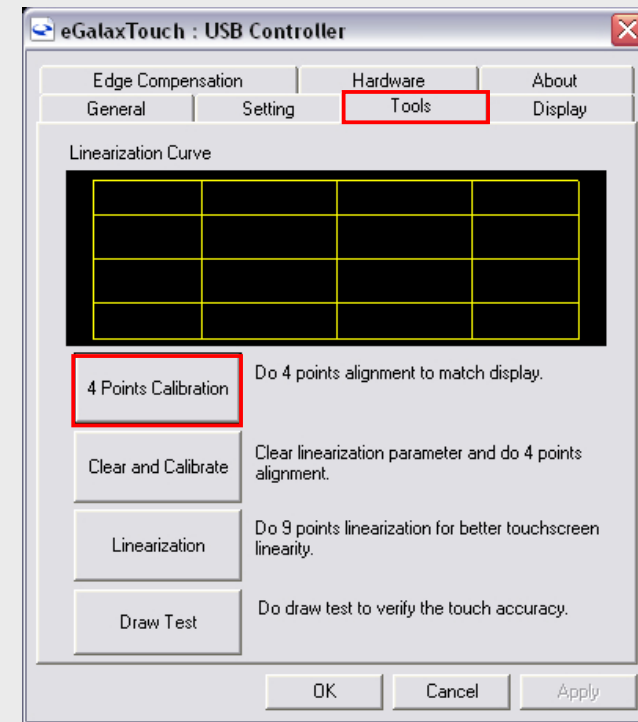 eGalaxTouch : USB Controller
Edge Compensation Hardware About
General Setting Tools Display
Linearization Curve
4 Points Calibration
Do 4 points alignment to match display.
Clear and Calibrate
Clear linearization parameter and do 4 points
alignment.
Linearization
Do 9 points linearization for better touchscreen
linearity.
Draw Test
Do draw test to verify the touch accuracy.
OK Cancel Apply